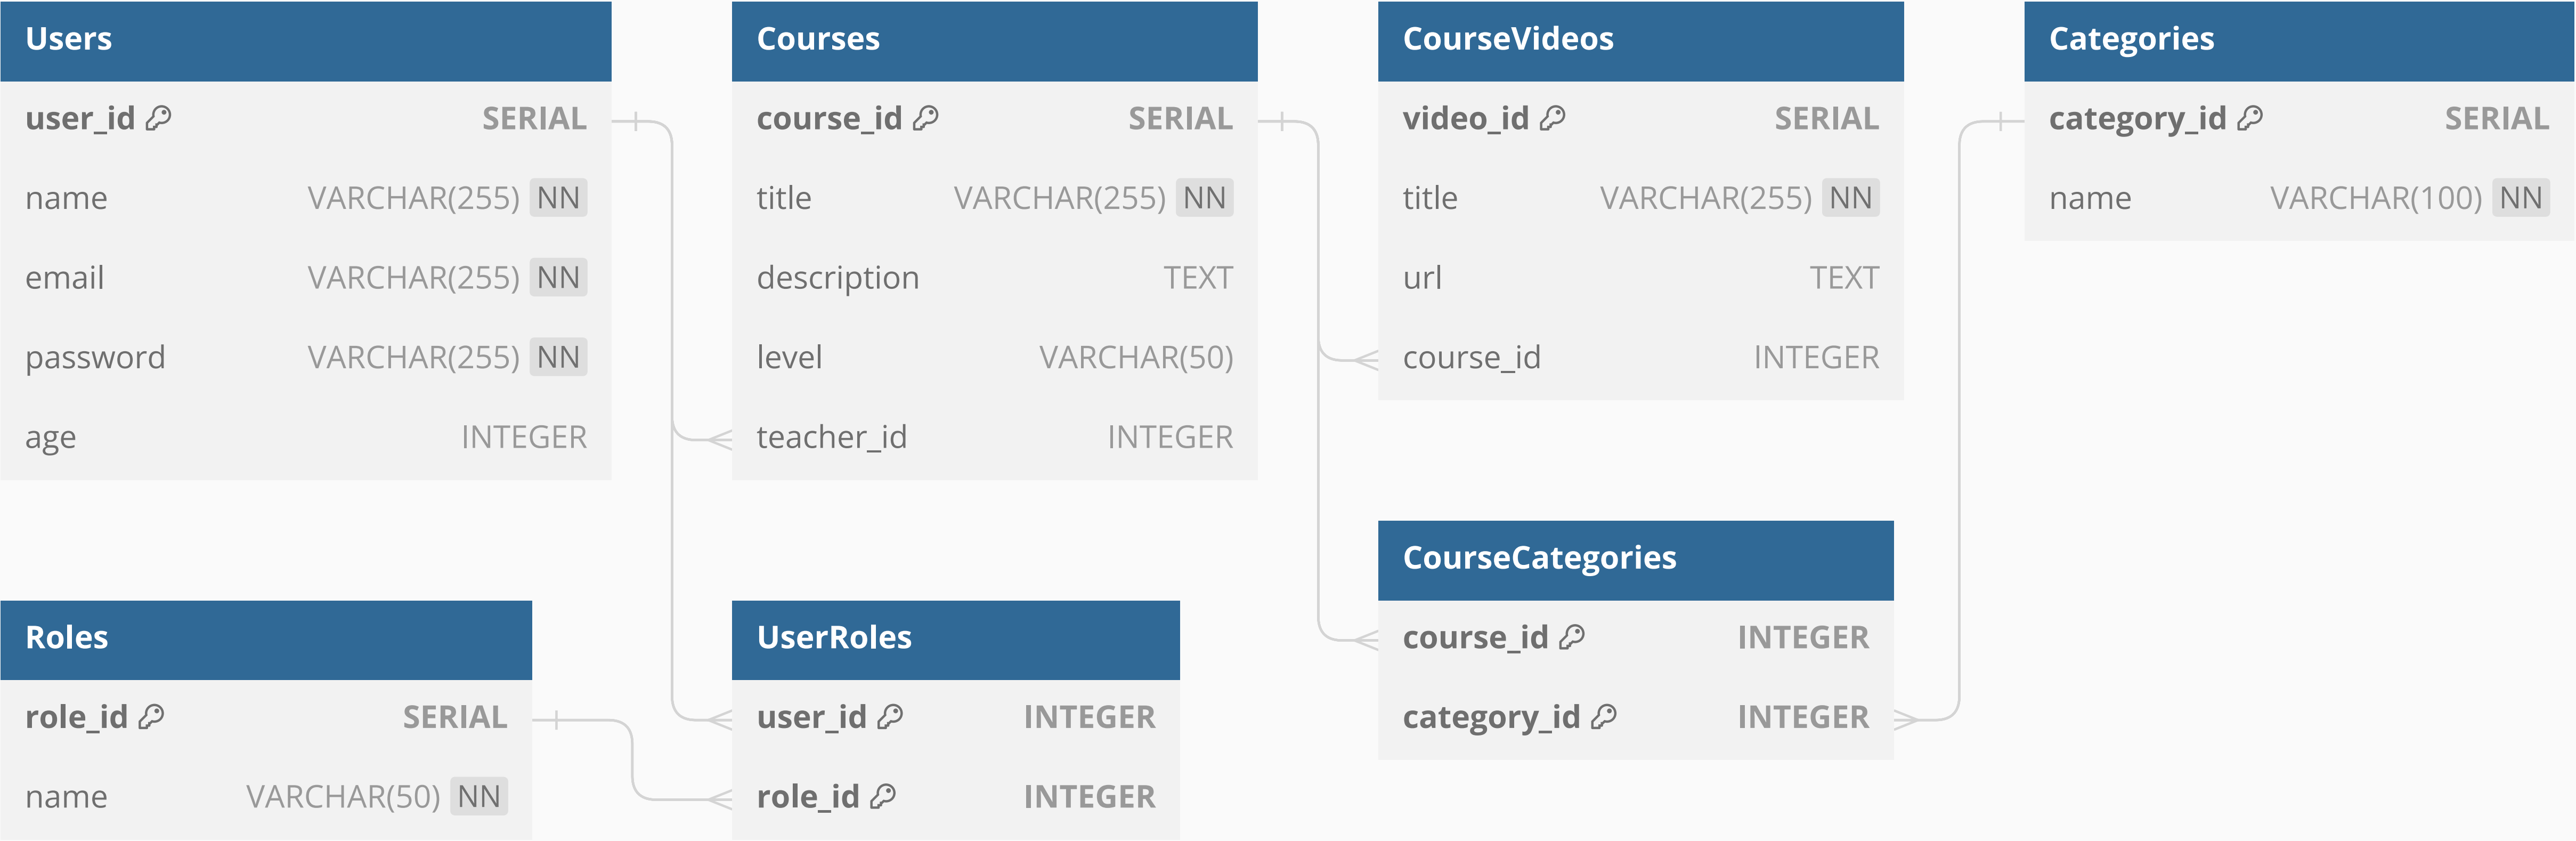 Users
user_id SERIAL
name VARCHAR(255) NN
email VARCHAR(255) NN
password VARCHAR(255) NN
age INTEGER
Courses
course_id SERIAL
title VARCHAR(255) NN
description TEXT
level VARCHAR(50)
teacher_id INTEGER
CourseVideos
video_id SERIAL
title VARCHAR(255) NN
url TEXT
course_id INTEGER
Categories
category_id SERIAL
name VARCHAR(100) NN
Roles
role_id SERIAL
name VARCHAR(50) NN
UserRoles
user_id INTEGER
role_id INTEGER
CourseCategories
course_id INTEGER
category_id INTEGER